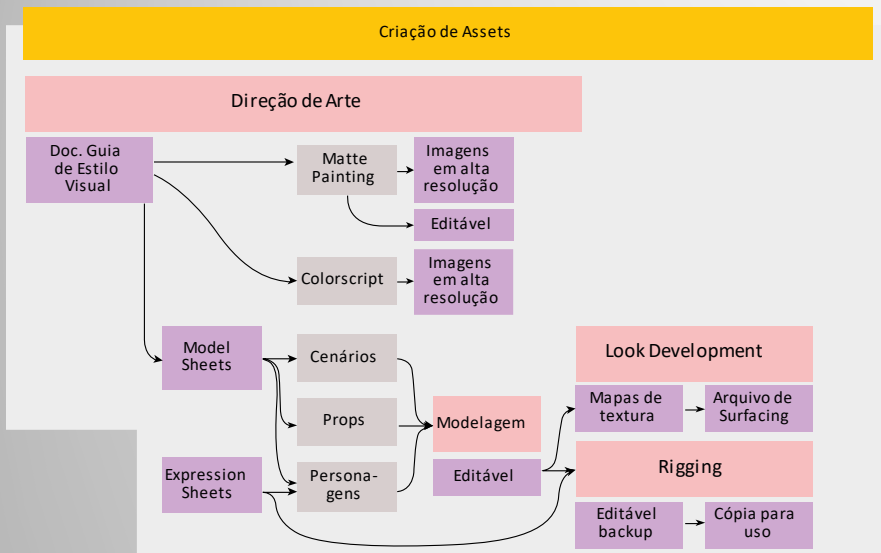 Criação de Assets
Direção de Arte
Doc. Guia
de Estilo
Visual
Matte
Painting
Imagens
em alta
resolução
Editável
Colorscript
Imagens
em alta
resolução
Model
Sheets
Cenários
Props
Expression
Sheets
Persona-
gens
Modelagem
Editável
Look Development
Mapas de
textura
Arquivo de
Surfacing
Rigging
Editável
backup
Cópia para
uso